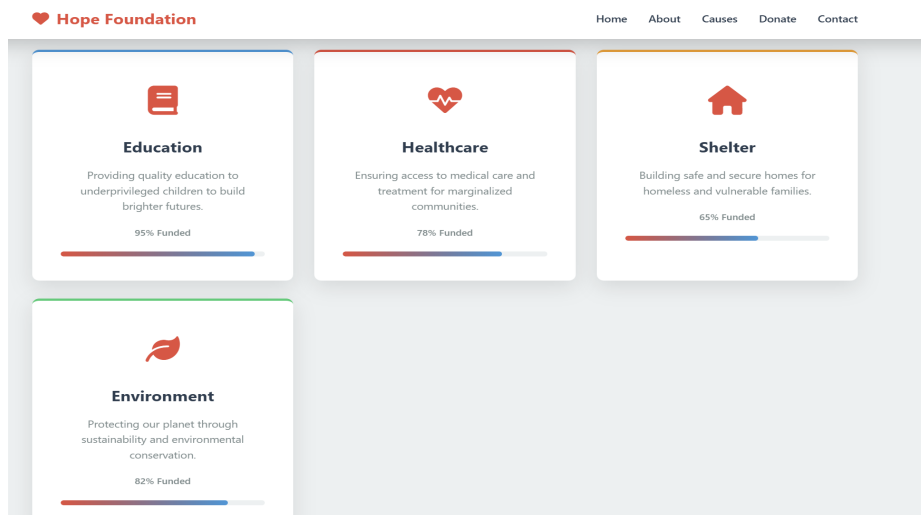 Hope Foundation
Home About Causes Donate Contact
Education
Providing quality education to
underprivileged children to build
brighter futures.
95% Funded
Healthcare
Ensuring access to medical care and
treatment for marginalized
communities.
78% Funded
Shelter
Building safe and secure homes for
homeless and vulnerable families.
65% Funded
Environment
Protecting our planet through
sustainability and environmental
conservation.
82% Funded